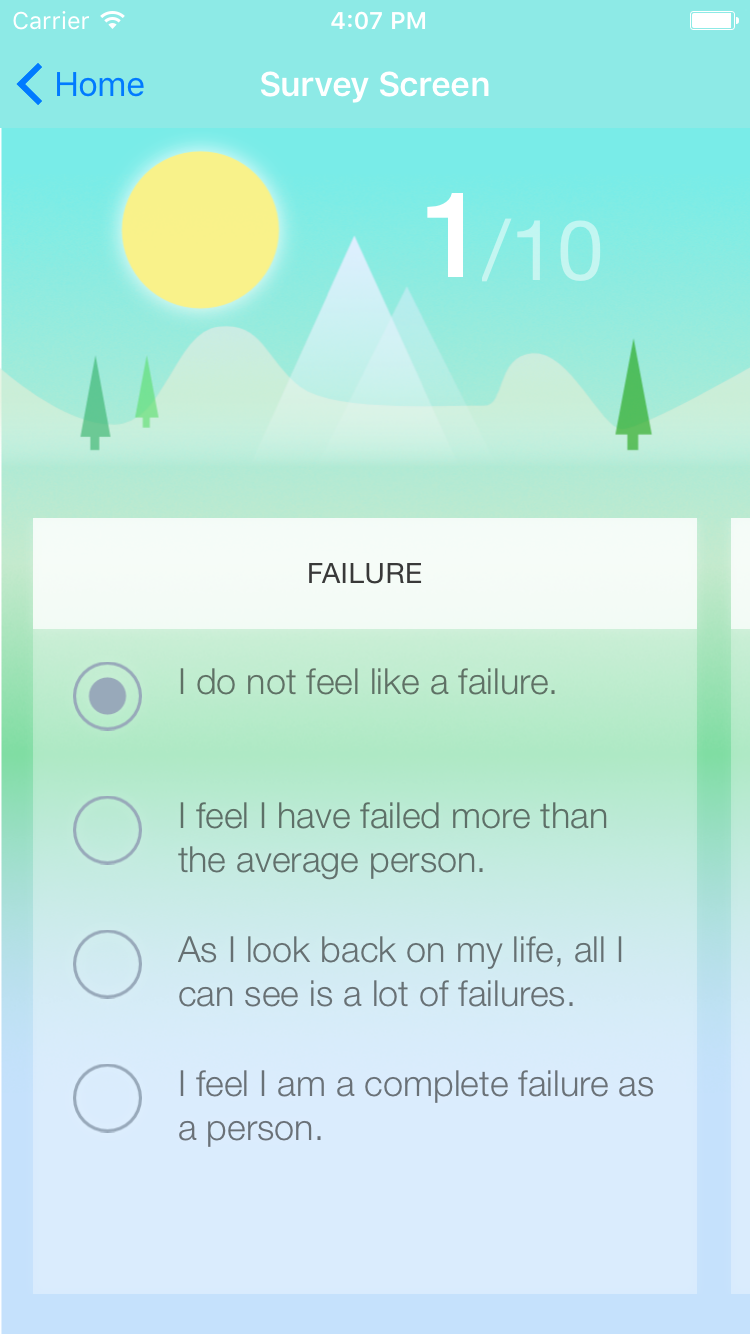 Carrier 4:07 PM
Home Survey Screen
1/10
FAILURE
I do not feel like a failure.
I feel I have failed more than
the average person.
As I look back on my life, all I
can see is a lot of failures.
I feel I am a complete failure as
a person.